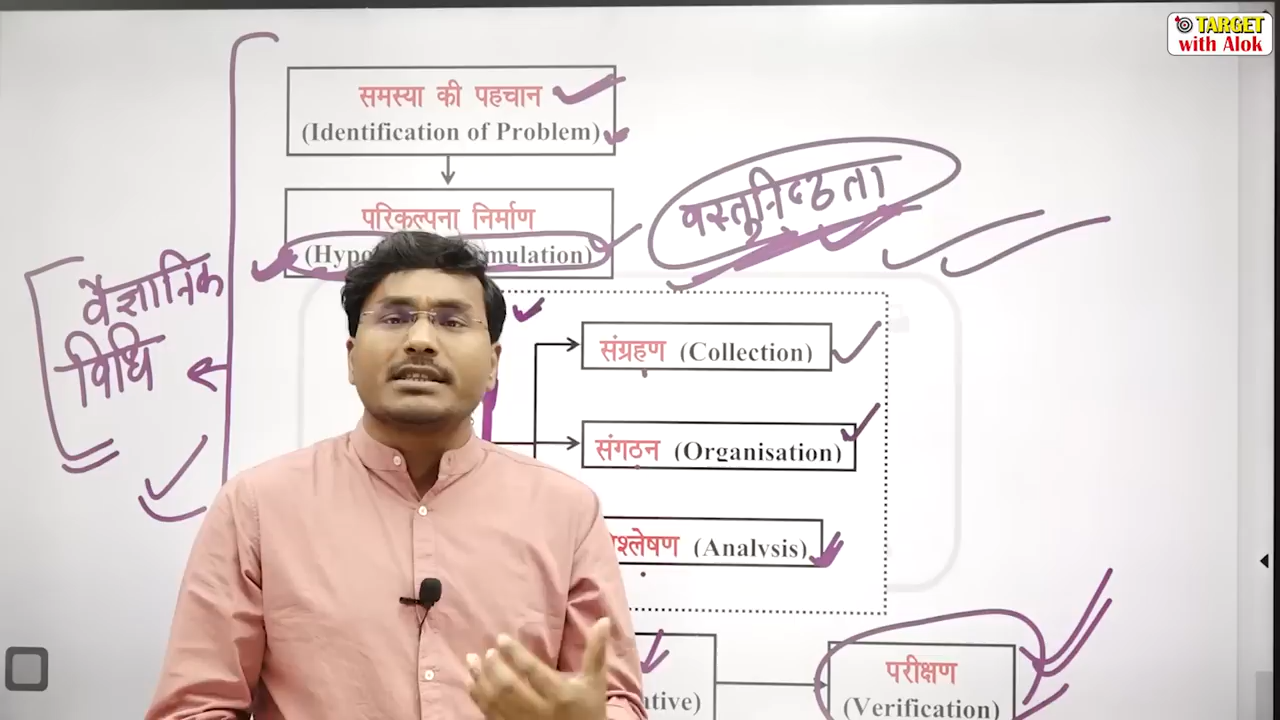 TARGET
with Alok
समस्या की पहचान
(Identification of Problem)
परिकल्पना निर्माण
वस्तुनिष्ठता
वैज्ञानिक
विधि
संग्रहण (Collection)
संगठन (Organisation)
(Analysis)
परीक्षण
(Verification)